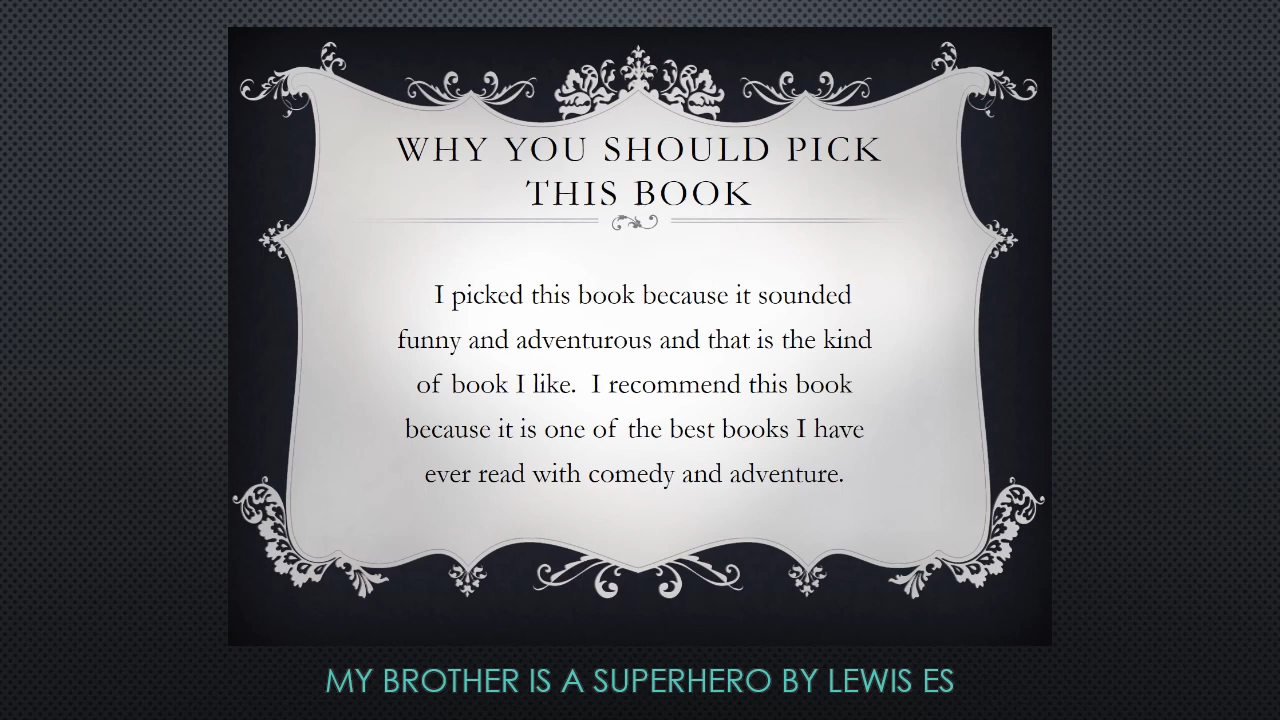 WHY YOU SHOULD PICK
THIS BOOK
I picked this book because it sounded
funny and adventurous and that is the kind
of book I like.  I recommend this book
because it is one of the best books I have
ever read with comedy and adventure.
MY BROTHER IS A SUPERHERO BY LEWIS ES